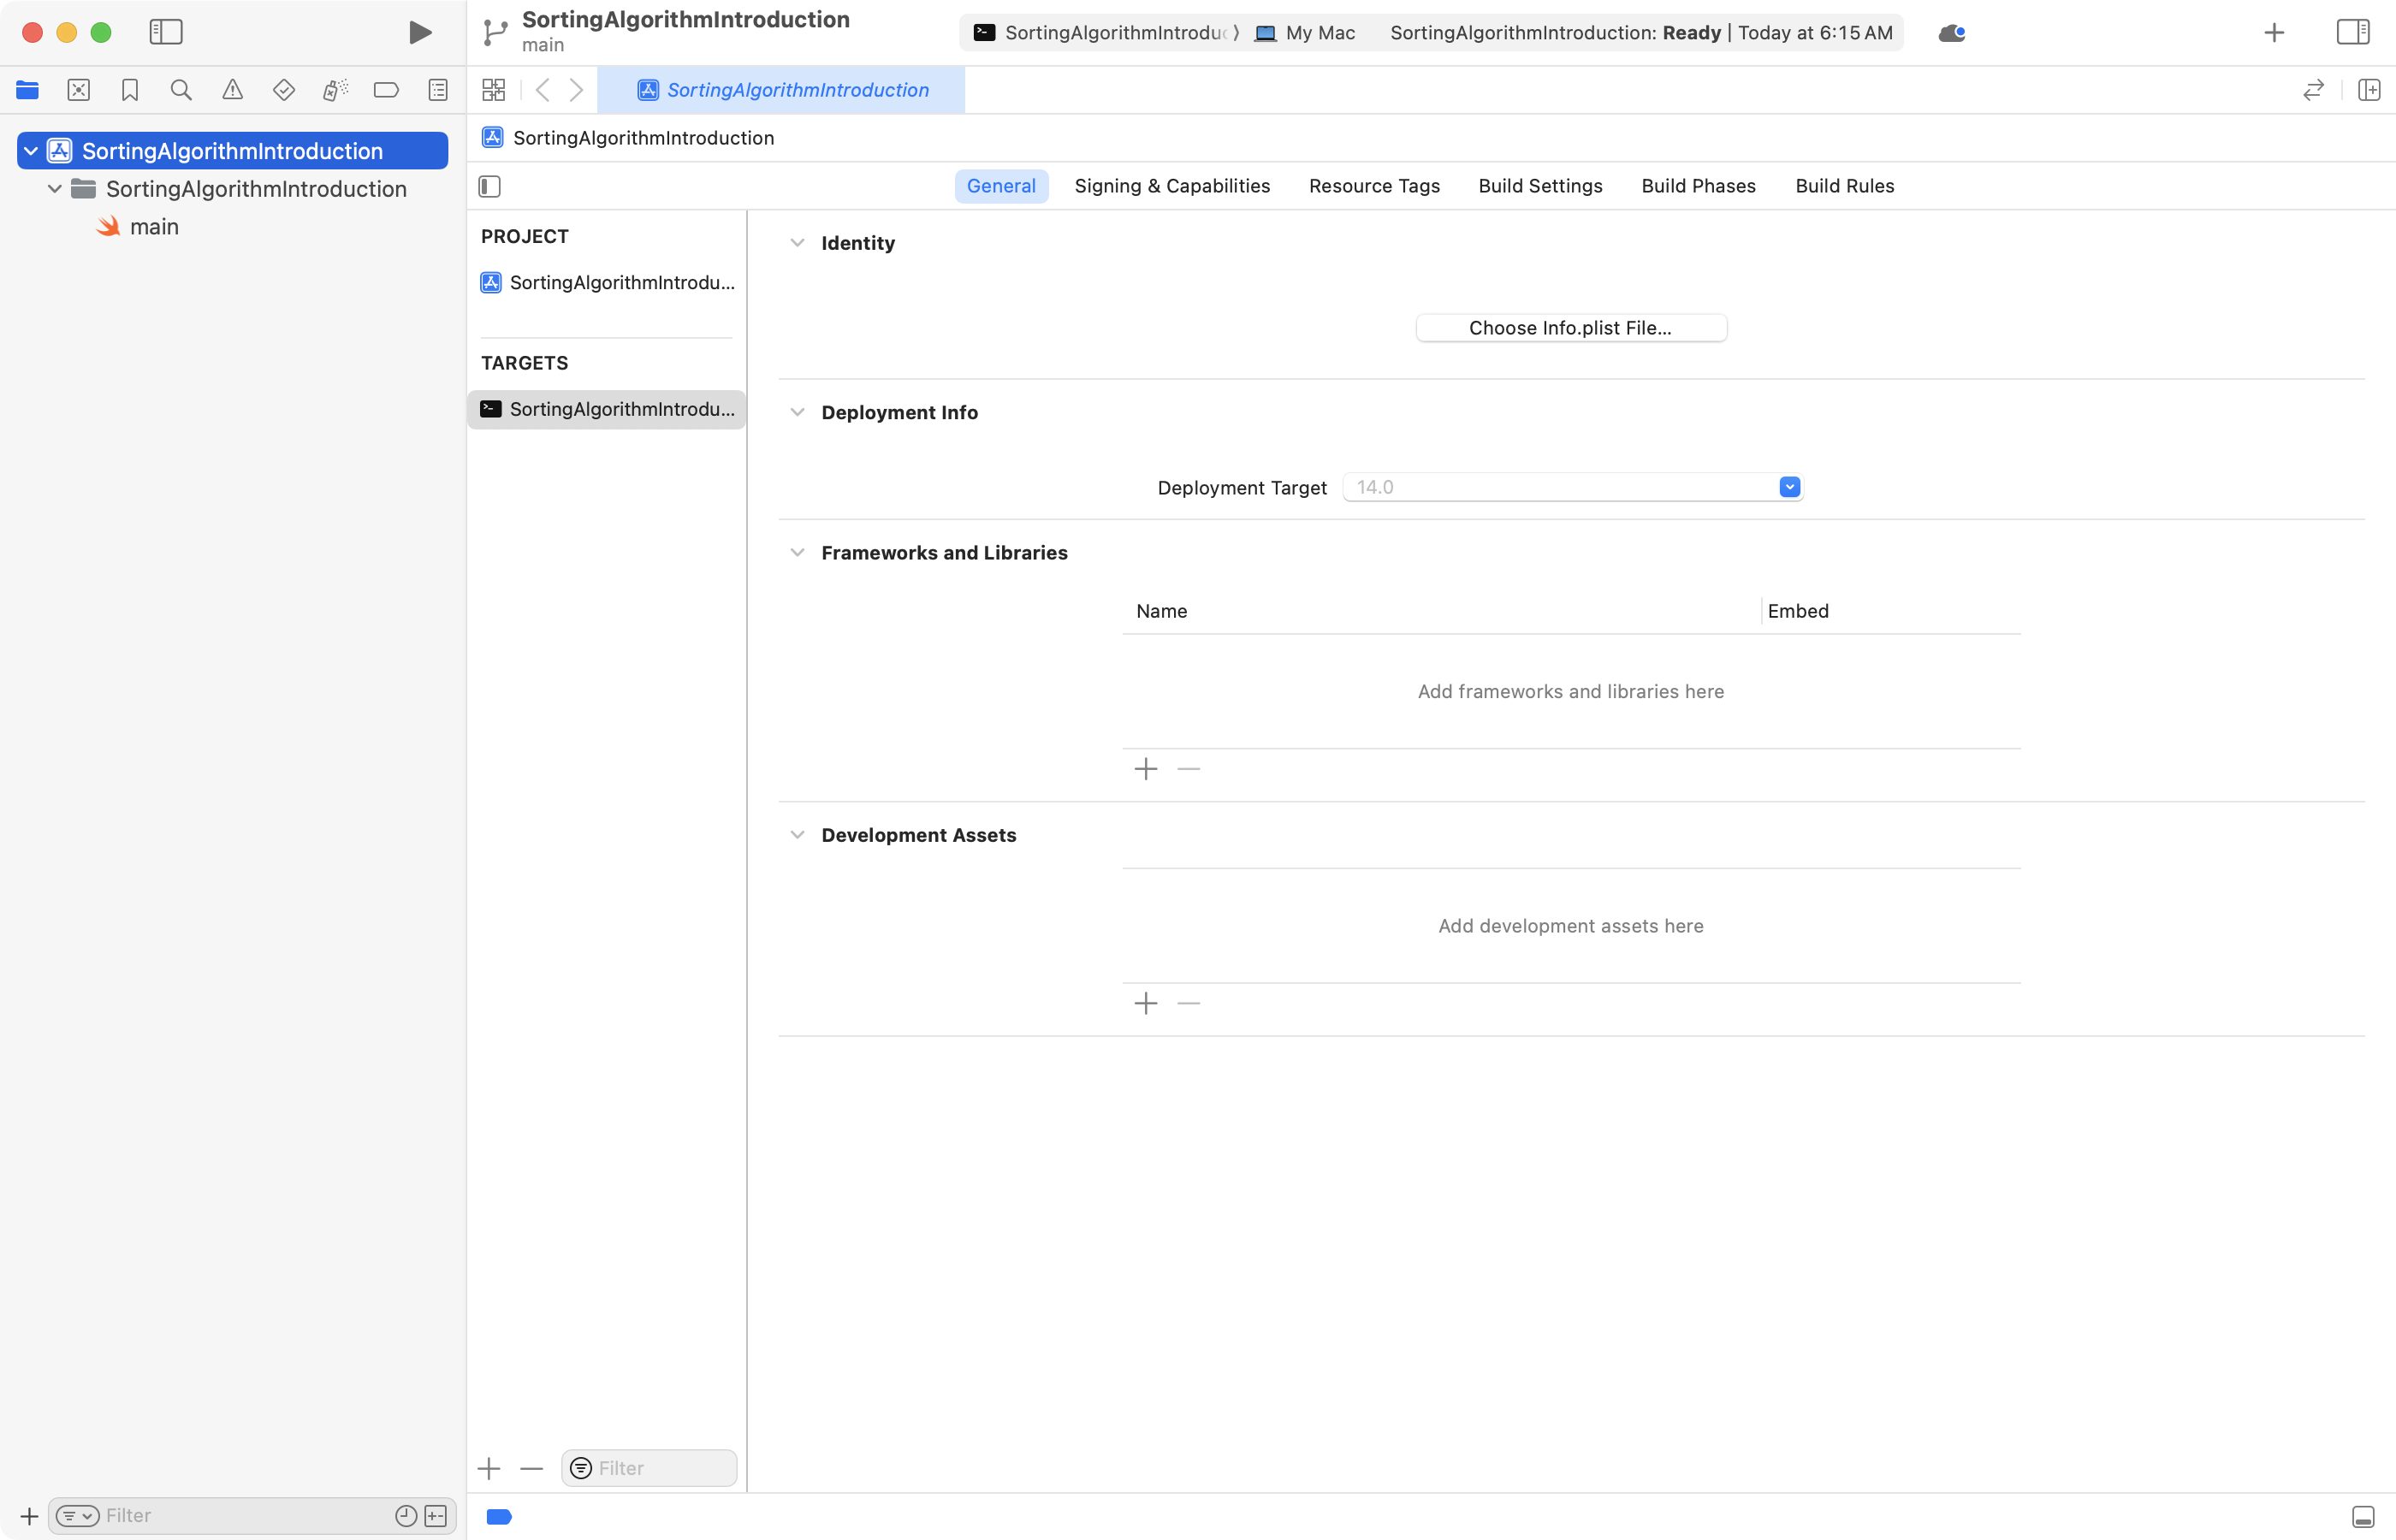 SortingAlgorithmIntroduction
main
SortingAlgorithmIntroduc
My Mac
SortingAlgorithmIntroduction: Ready | Today at 6:15 AM
SortingAlgorithmIntroduction
SortingAlgorithmIntroduction
SortingAlgorithmIntroduction
main
SortingAlgorithmIntroduction
General
Signing & Capabilities
Resource Tags
Build Settings
Build Phases
Build Rules
PROJECT
SortingAlgorithmIntrodu...
TARGETS
SortingAlgorithmIntrodu...
Identity
Choose Info.plist File...
Deployment Info
Deployment Target
14.0
Frameworks and Libraries
Name
Embed
Add frameworks and libraries here
Development Assets
Add development assets here
Filter
Filter